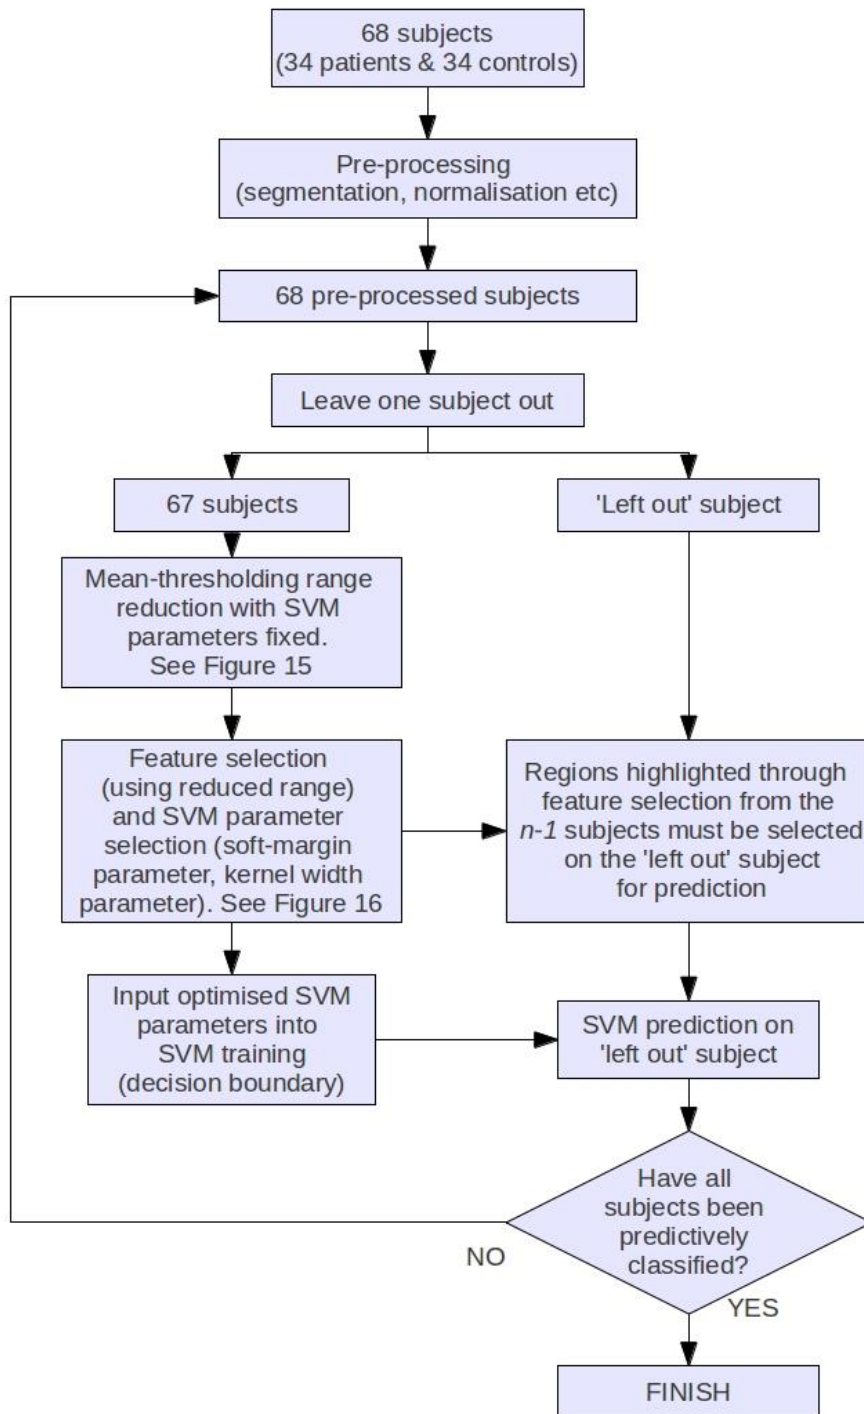 68 subjects
(34 patients & 34 controls)
Pre-processing
(segmentation, normalisation etc)
68 pre-processed subjects
Leave one subject out
67 subjects
'Left out' subject
Mean-thresholding range
reduction with SVM
parameters fixed.
See Figure 15
Feature selection
(using reduced range)
and SVM parameter
selection (soft-margin
parameter, kernel width
parameter). See Figure 16
Regions highlighted through
feature selection from the
n-1 subjects must be selected
on the 'left out' subject
for prediction
Input optimised SVM
parameters into
SVM training
(decision boundary)
SVM prediction on
'left out' subject
Have all
subjects been
predictively
classified?
NO
YES
FINISH